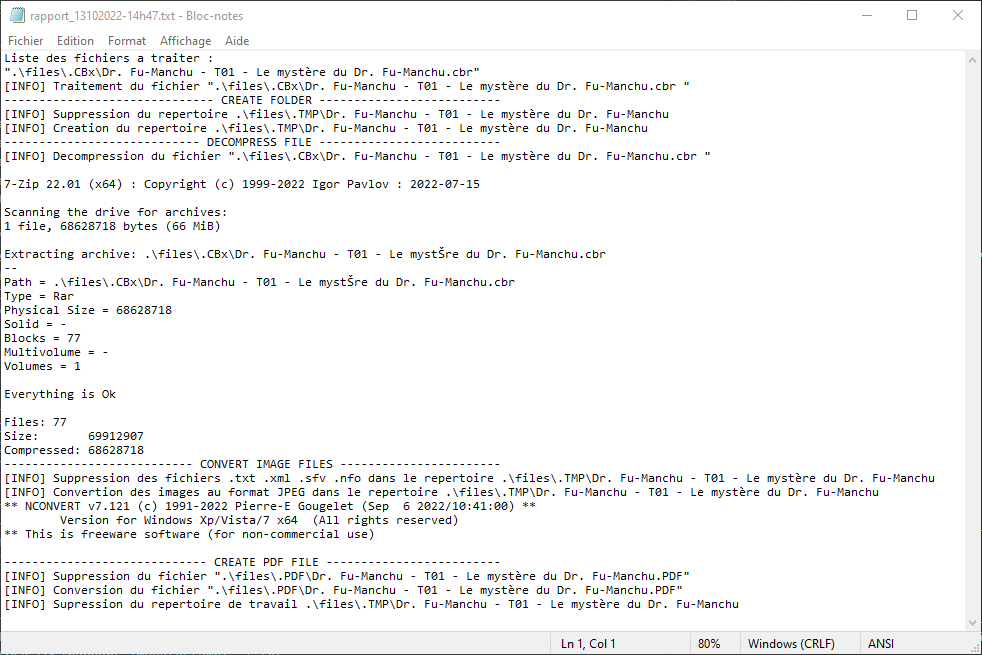 rapport_13102022-14h47.txt - Bloc-notes
Fichier Edition Format Affichage Aide
Liste des fichiers a traiter :
".\files\.CBx\Dr. Fu-Manchu - T01 - Le mystère du Dr. Fu-Manchu.cbr"
[INFO] Traitement du fichier ".\files\.CBx\Dr. Fu-Manchu - T01 - Le mystère du Dr. Fu-Manchu.cbr "
------------------------------ CREATE FOLDER --------------------------
[INFO] Suppression du repertoire .\files\.TMP\Dr. Fu-Manchu - T01 - Le mystère du Dr. Fu-Manchu
[INFO] Creation du repertoire .\files\.TMP\Dr. Fu-Manchu - T01 - Le mystère du Dr. Fu-Manchu
---------------------------- DECOMPRESS FILE --------------------------
[INFO] Decompression du fichier ".\files\.CBx\Dr. Fu-Manchu - T01 - Le mystère du Dr. Fu-Manchu.cbr "
7-Zip 22.01 (x64) : Copyright (c) 1999-2022 Igor Pavlov : 2022-07-15
Scanning the drive for archives:
1 file, 68628718 bytes (66 MiB)
Extracting archive: .\files\.CBx\Dr. Fu-Manchu - T01 - Le mystŠre du Dr. Fu-Manchu.cbr
--
Path = .\files\.CBx\Dr. Fu-Manchu - T01 - Le mystŠre du Dr. Fu-Manchu.cbr
Type = Rar
Physical Size = 68628718
Solid = -
Blocks = 77
Multivolume = -
Volumes = 1
Everything is Ok
Files: 77
Size:       69912907
Compressed: 68628718
--------------------------- CONVERT IMAGE FILES -----------------------
[INFO] Suppression des fichiers .txt .xml .sfv .nfo dans le repertoire .\files\.TMP\Dr. Fu-Manchu - T01 - Le mystère du Dr. Fu-Manchu
[INFO] Convertion des images au format JPEG dans le repertoire .\files\.TMP\Dr. Fu-Manchu - T01 - Le mystère du Dr. Fu-Manchu
** NCONVERT v7.121 (c) 1991-2022 Pierre-E Gougelet (Sep  6 2022/10:41:00) **
Version for Windows Xp/Vista/7 x64  (All rights reserved)
** This is freeware software (for non-commercial use)
----------------------------- CREATE PDF FILE -------------------------
[INFO] Suppression du fichier ".\files\.PDF\Dr. Fu-Manchu - T01 - Le mystère du Dr. Fu-Manchu.PDF"
[INFO] Conversion du fichier ".\files\.PDF\Dr. Fu-Manchu - T01 - Le mystère du Dr. Fu-Manchu.PDF"
[INFO] Supression du repertoire de travail .\files\.TMP\Dr. Fu-Manchu - T01 - Le mystère du Dr. Fu-Manchu
Ln 1, Col 1 80% Windows (CRLF) ANSI